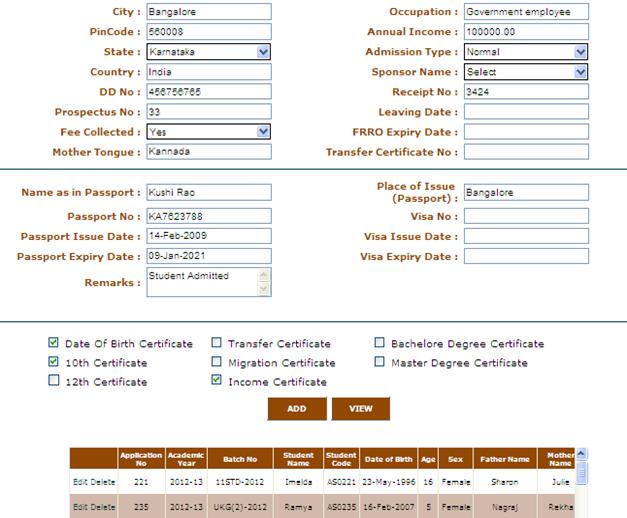 City : Bangalore Occupation : Government employee
PinCode : 560008 Annual Income : 100000.00
State : Karnataka Admission Type : Normal
Country : India Sponsor Name : Select
DD No : 456756765 Receipt No : 3424
Prospectus No : 33 Leaving Date :
Fee Collected : Yes FRRO Expiry Date :
Mother Tongue : Kannada Transfer Certificate No :
Name as in Passport : Kushi Rao Place of Issue (Passport) : Bangalore
Passport No : KA7623788 Visa No :
Passport Issue Date : 14-Feb-2009 Visa Issue Date :
Passport Expiry Date : 09-Jan-2021 Visa Expiry Date :
Remarks : Student Admitted
Date Of Birth Certificate Transfer Certificate Bachelore Degree Certificate
10th Certificate Migration Certificate Master Degree Certificate
12th Certificate Income Certificate
ADD VIEW
Application No Academic Year Batch No Student Name Student Code Date of Birth Age Sex Father Name Mother Name
Edit Delete 221 2012-13 11STD-2012 Imelda AS0221 23-May-1996 16 Female Sharon Julie
Edit Delete 235 2012-13 UKG(2)-2012 Ramya AS0235 16-Feb-2007 5 Female Nagraj Rekha